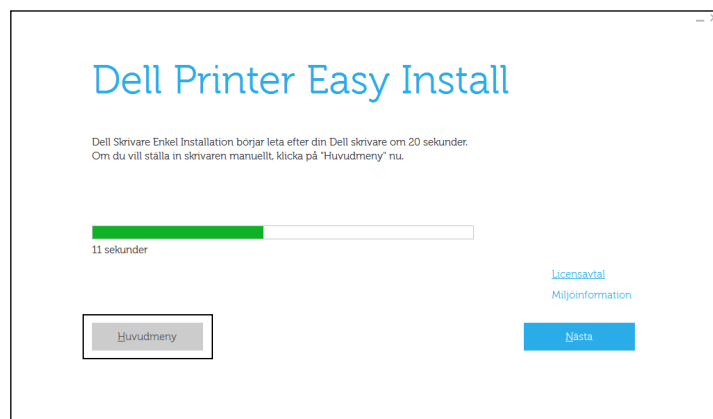 Dell Printer Easy Install
Dell Skrivare Enkel Installation börjar leta efter din Dell skrivare om 20 sekunder.
Om du vill ställa in skrivaren manuellt, klicka på "Huvudmeny" nu.
11 sekunder
Licensavtal
Miljöinformation
Huvudmeny
Nästa